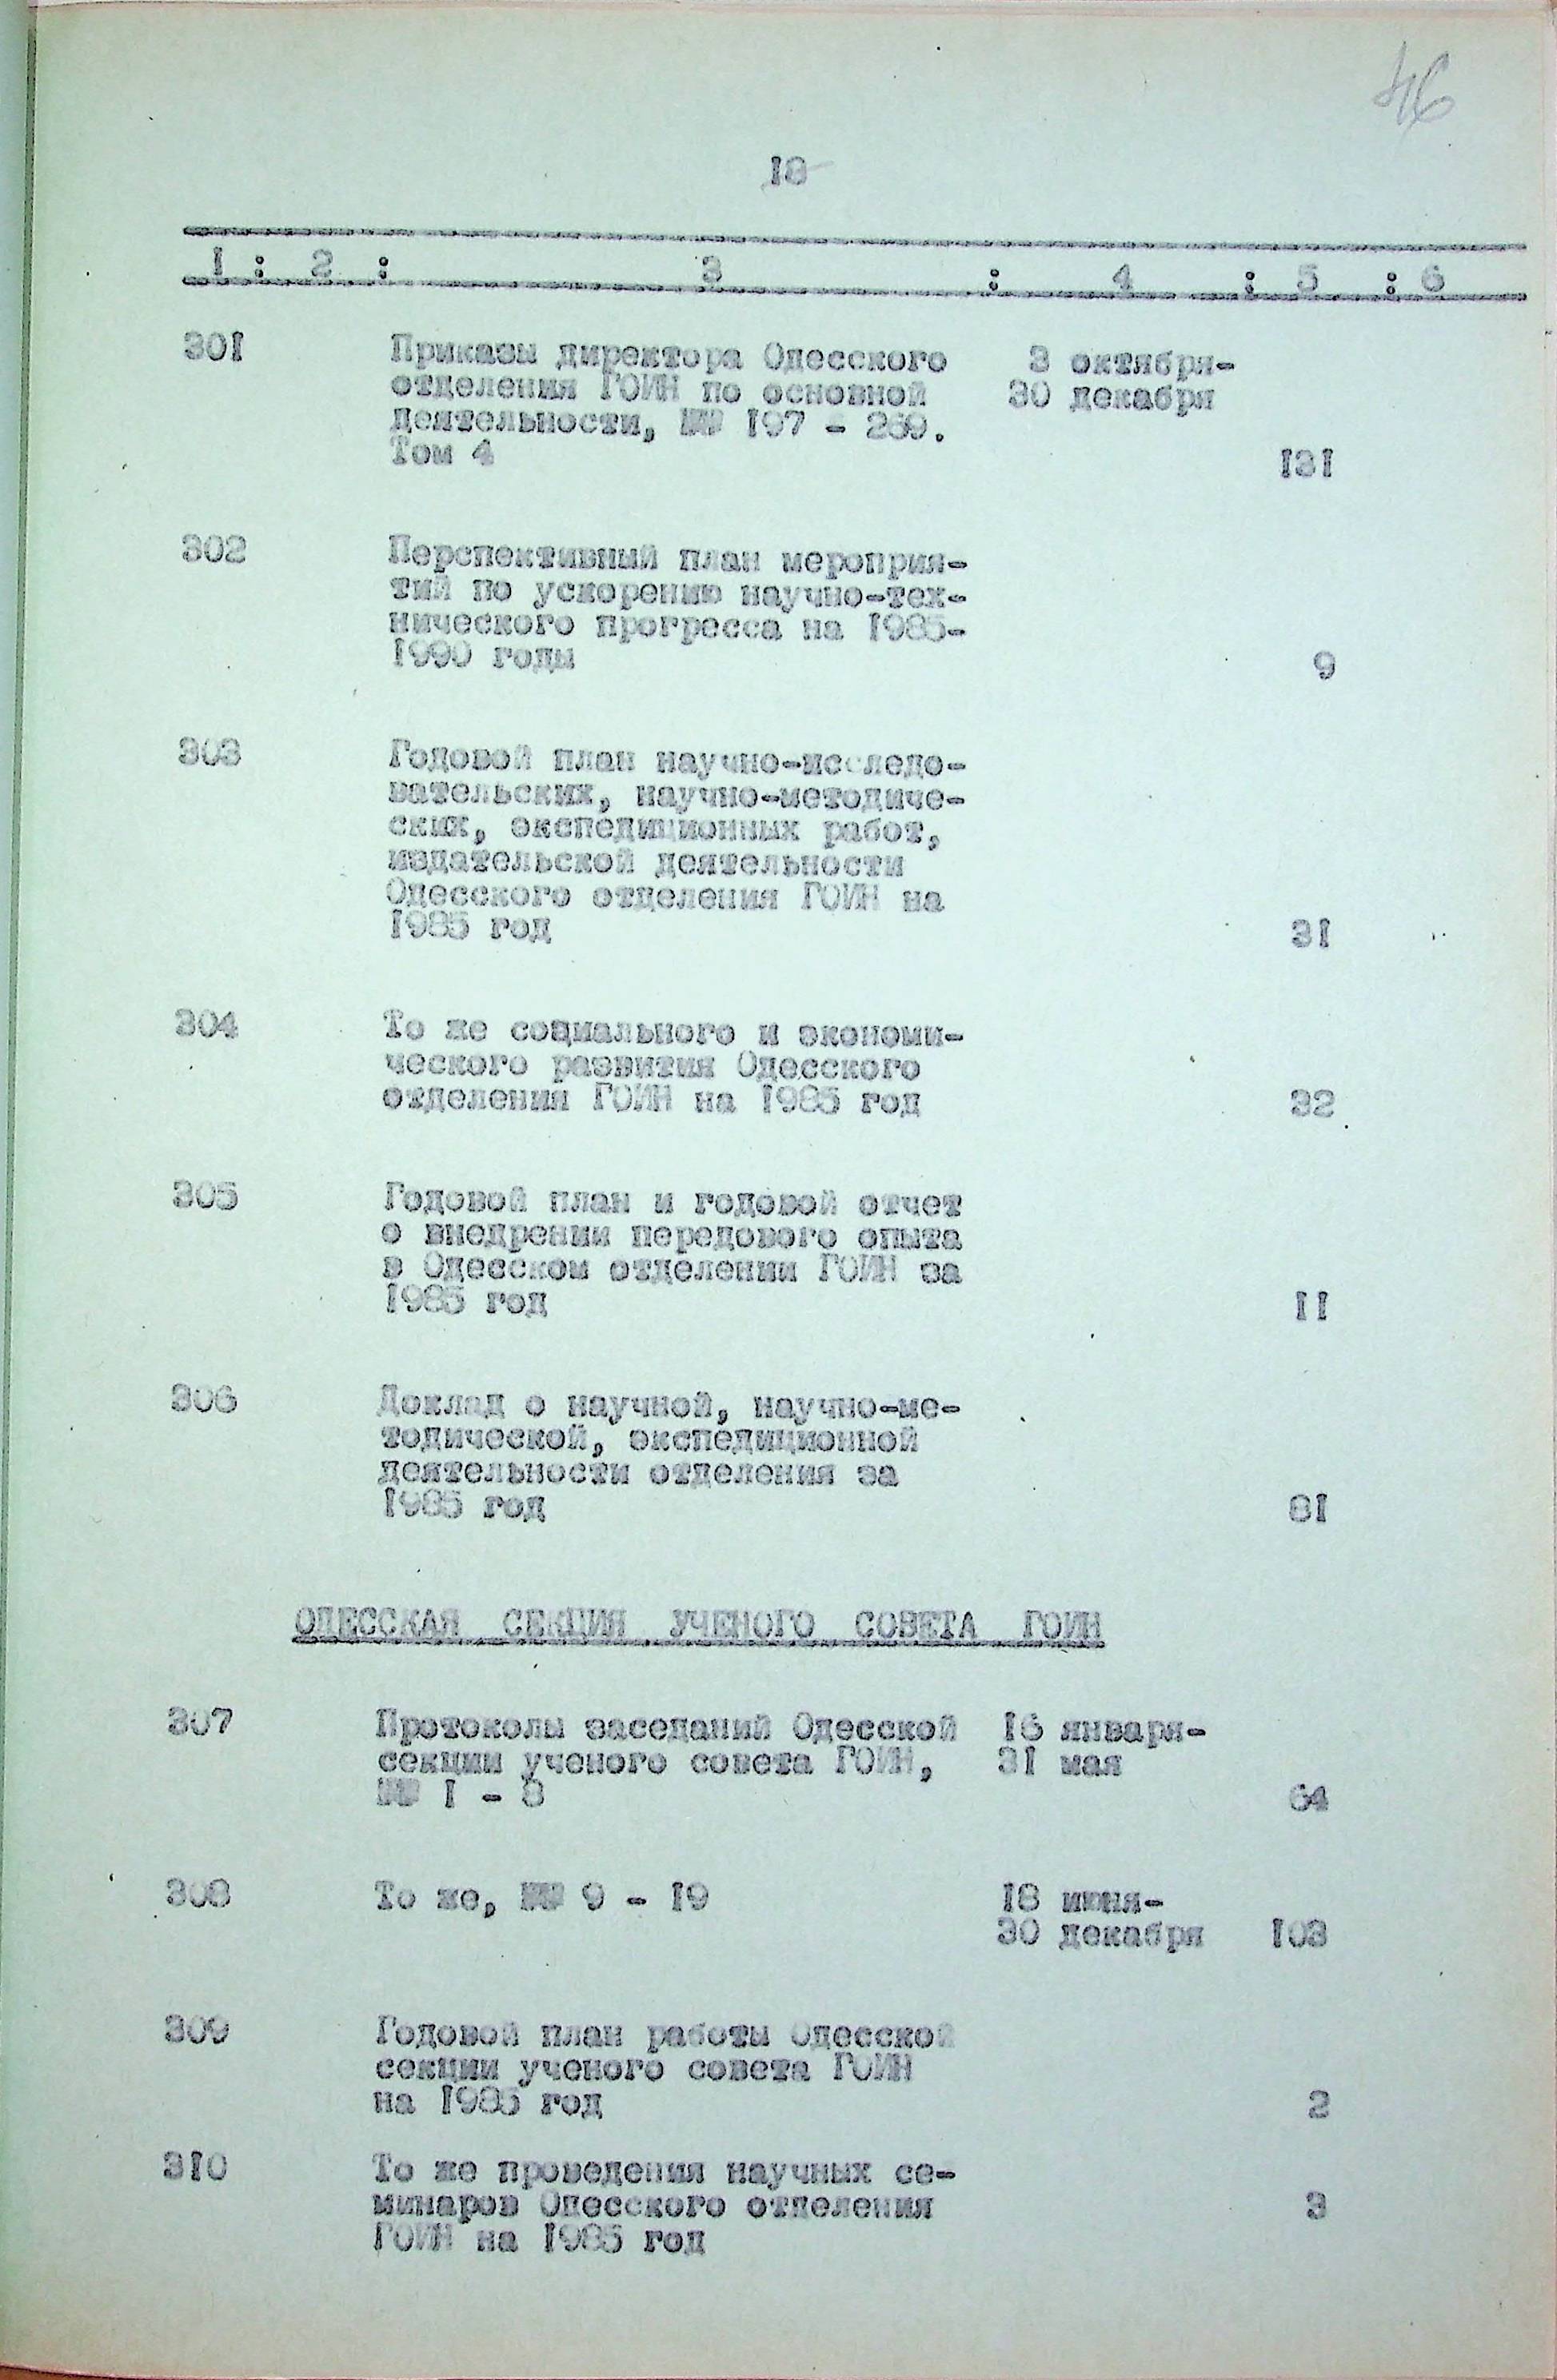 46
18
1 : 2 : 3 : 4 : 5 : 6
301 Приказы директора Одесского 3 октября-
отделения ГОИН по основной 30 декабря
деятельности, №№ 197 - 269.
Том 4 131
302 Перспективный план мероприя-
тий по ускорению научно-тех-
нического прогресса на 1985-
1990 годы 9
303 Годовой план научно-исследо-
вательских, научно-методиче-
ских, экспедиционных работ,
издательской деятельности
Одесского отделения ГОИН на
1985 год 31
304 То же социального и экономи-
ческого развития Одесского
отделения ГОИН на 1985 год 32
305 Годовой план и годовой отчет
о внедрении передового опыта
в Одесском отделении ГОИН за
1985 год 11
306 Доклад о научной, научно-ме-
тодической, экспедиционной
деятельности отделения за
1985 год 81
ОДЕССКАЯ СЕКЦИЯ УЧЕНОГО СОВЕТА ГОИН
307 Протоколы заседаний Одесской 16 января-
секции ученого совета ГОИН, 31 мая
№№ 1 - 8 64
308 То же, №№ 9 - 19 18 июня-
30 декабря 103
309 Годовой план работы Одесской
секции ученого совета ГОИН
на 1985 год 2
310 То же проведения научных се-
минаров Одесского отделения 3
ГОИН на 1985 год